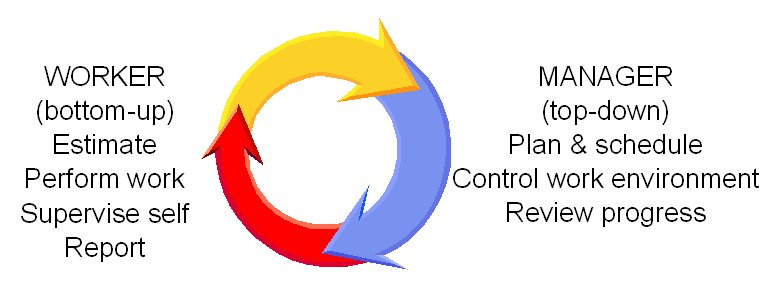 WORKER
(bottom-up)
Estimate
Perform work
Supervise self
Report
MANAGER
(top-down)
Plan & schedule
Control work environment
Review progress